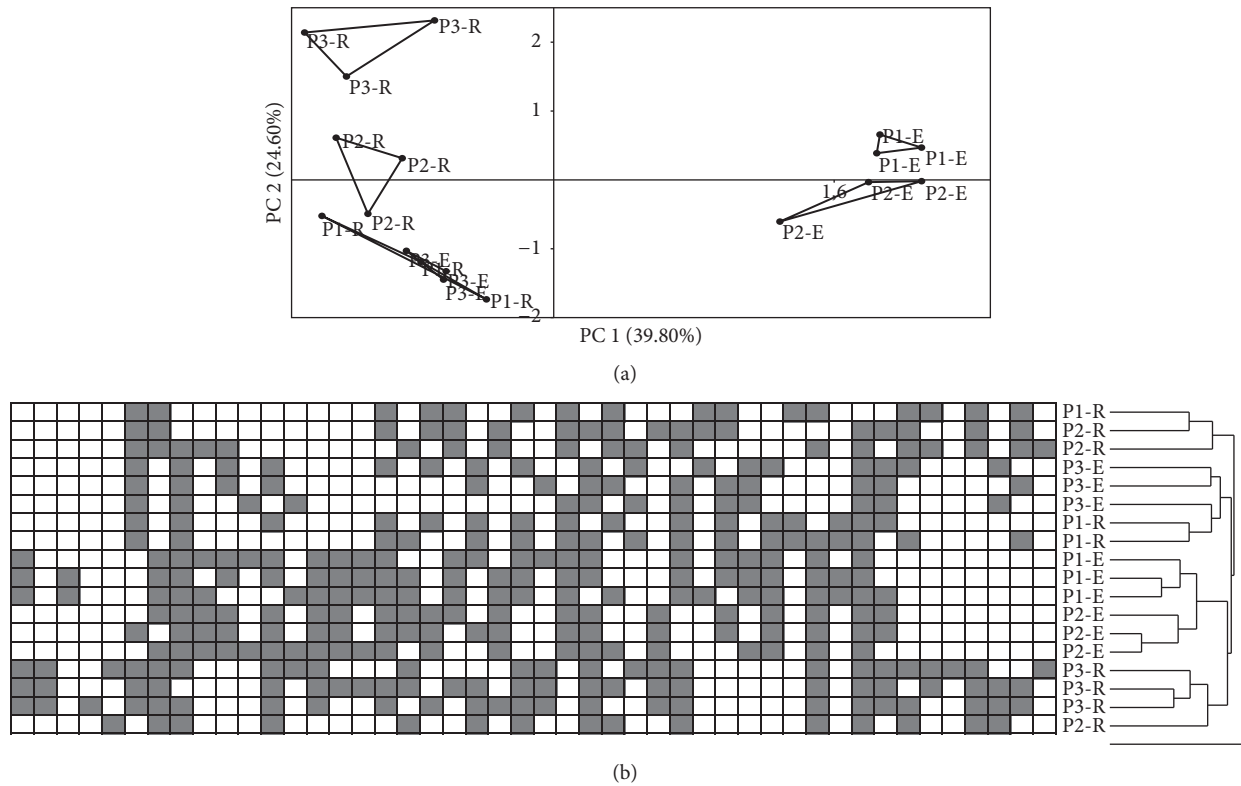 P3-R
P3-R
2
P3-R
1
P2-R
P2-R
P1-E
P1-E
P1-E
PC 2 (24.60%)
1,6
P2-E
P2-E
P2-R
P1-R
P2-E
−1
P3-E
P1-R
P3-E
P3-E
P1-R
−2
PC 1 (39.80%)
(a)
P1-R
P2-R
P2-R
P3-E
P3-E
P3-E
P1-R
P1-R
P1-E
P1-E
P1-E
P2-E
P2-E
P2-E
P3-R
P3-R
P3-R
P2-R
(b)